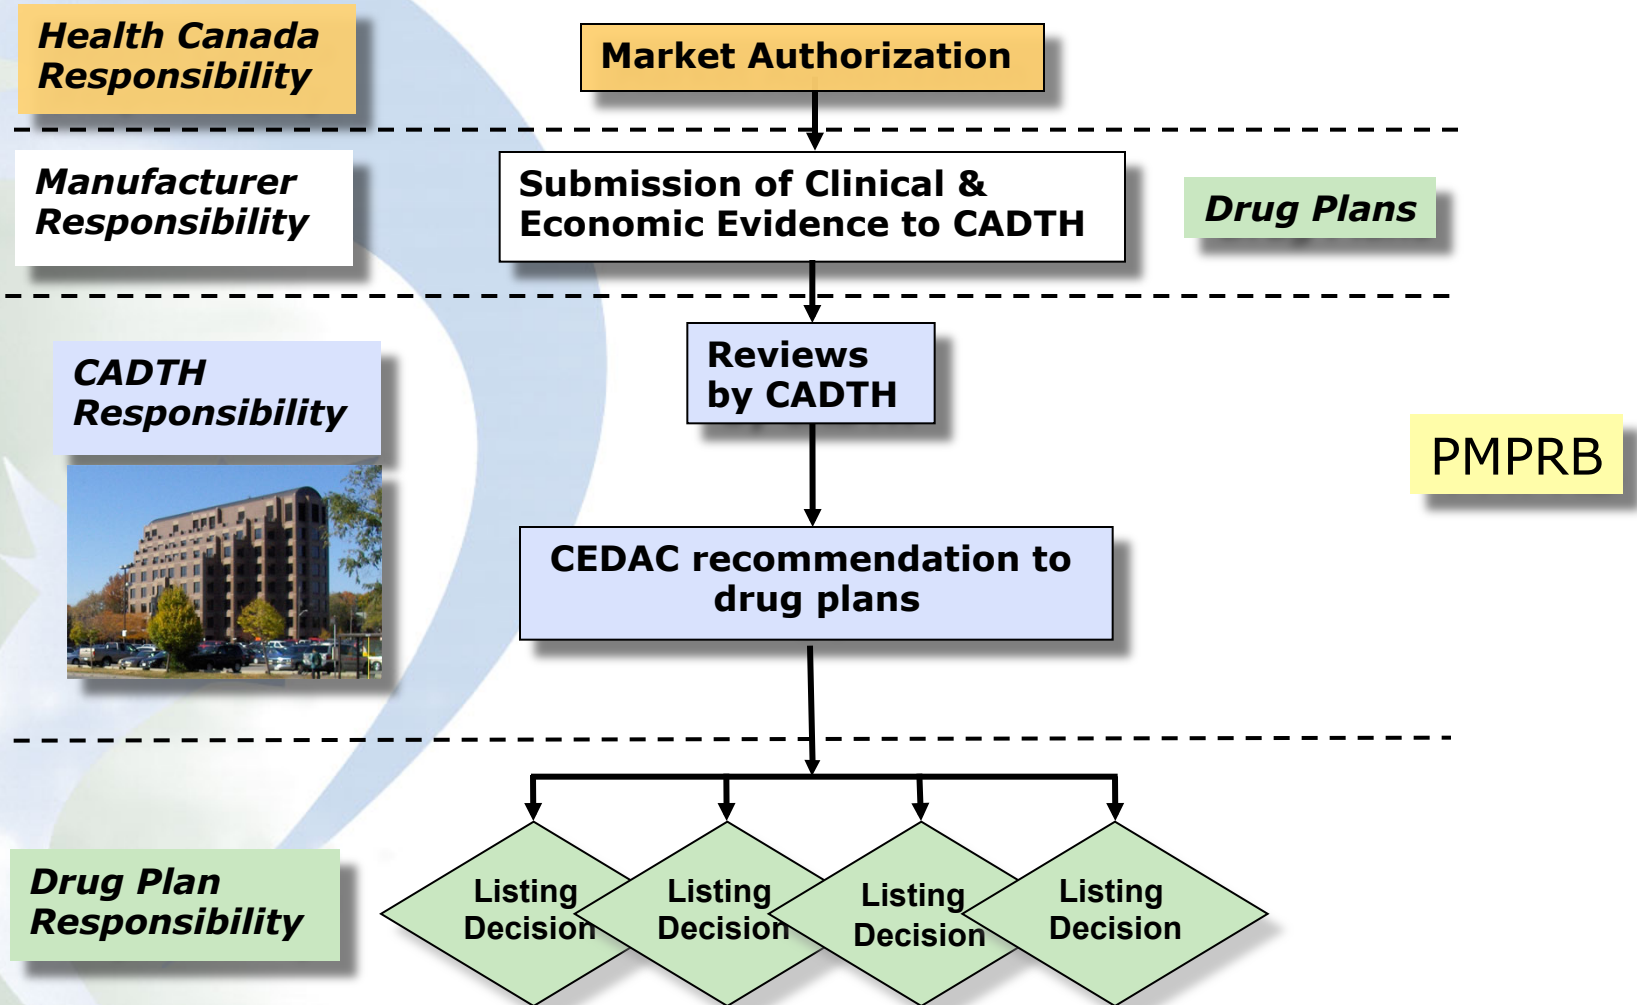 Health Canada
Responsibility
Market Authorization
Manufacturer
Responsibility
Submission of Clinical &
Economic Evidence to CADTH
Drug Plans
CADTH
Responsibility
Reviews
by CADTH
PMPRB
CEDAC recommendation to
drug plans
Drug Plan
Responsibility
Listing
Decision
Listing
Decision
Listing
Decision
Listing
Decision